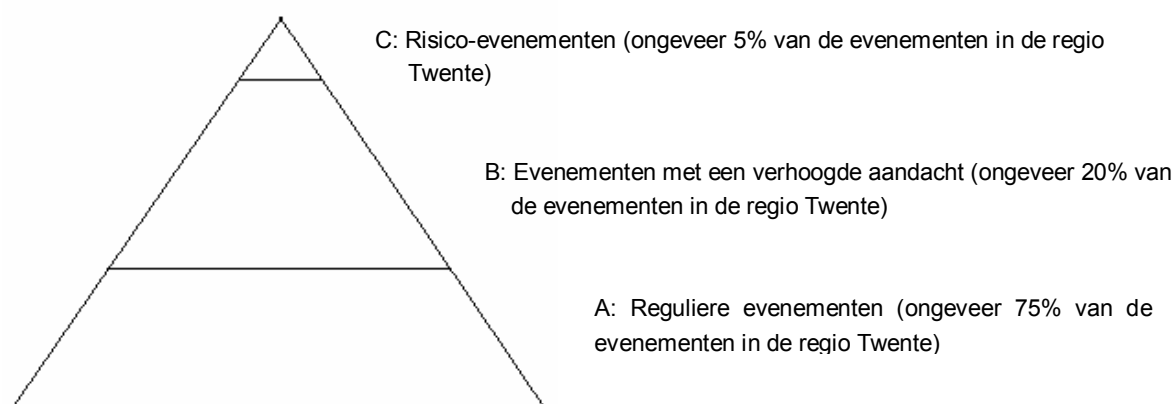 C: Risico-evenementen (ongeveer 5% van de evenementen in de regio
Twente)
B: Evenementen met een verhoogde aandacht (ongeveer 20% van
de evenementen in de regio Twente)
A: Reguliere evenementen (ongeveer 75% van de
evenementen in de regio Twente)